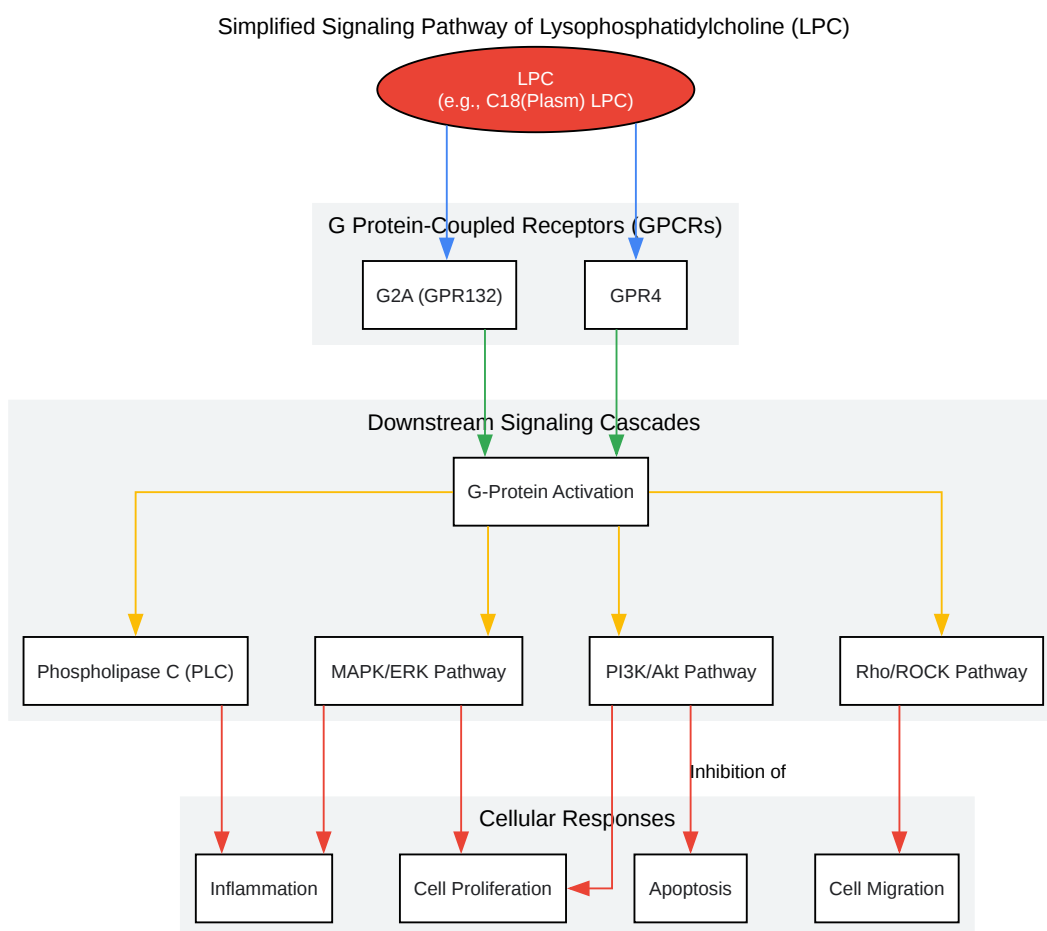 Simplified Signaling Pathway of Lysophosphatidylcholine (LPC)
LPC
(e.g., C18(Plasm) LPC)
G Protein-Coupled Receptors (GPCRs)
G2A (GPR132)
GPR4
Downstream Signaling Cascades
G-Protein Activation
Phospholipase C (PLC)
MAPK/ERK Pathway
PI3K/Akt Pathway
Rho/ROCK Pathway
Inhibition of
Cellular Responses
Inflammation
Cell Proliferation
Apoptosis
Cell Migration